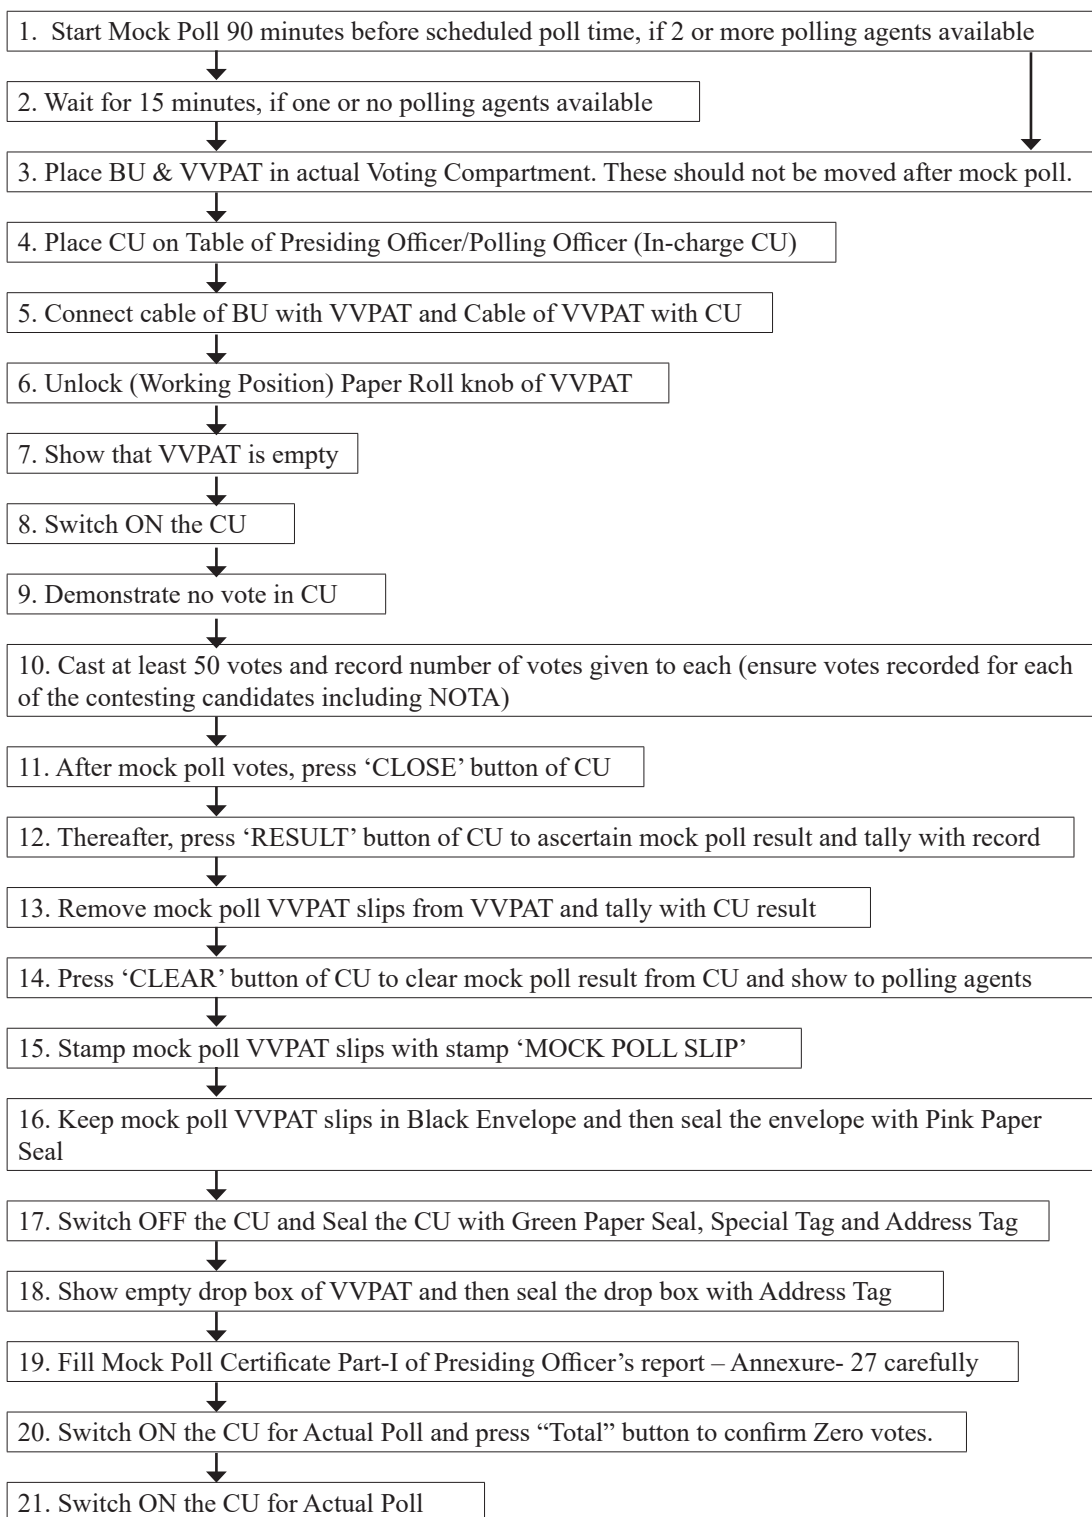 1. Start Mock Poll 90 minutes before scheduled poll time, if 2 or more polling agents available
2. Wait for 15 minutes, if one or no polling agents available
3. Place BU & VVPAT in actual Voting Compartment. These should not be moved after mock poll.
4. Place CU on Table of Presiding Officer/Polling Officer (In-charge CU)
5. Connect cable of BU with VVPAT and Cable of VVPAT with CU
6. Unlock (Working Position) Paper Roll knob of VVPAT
7. Show that VVPAT is empty
8. Switch ON the CU
9. Demonstrate no vote in CU
10. Cast at least 50 votes and record number of votes given to each (ensure votes recorded for each
of the contesting candidates including NOTA)
11. After mock poll votes, press ‘CLOSE’ button of CU
12. Thereafter, press ‘RESULT’ button of CU to ascertain mock poll result and tally with record
13. Remove mock poll VVPAT slips from VVPAT and tally with CU result
14. Press ‘CLEAR’ button of CU to clear mock poll result from CU and show to polling agents
15. Stamp mock poll VVPAT slips with stamp ‘MOCK POLL SLIP’
16. Keep mock poll VVPAT slips in Black Envelope and then seal the envelope with Pink Paper
Seal
17. Switch OFF the CU and Seal the CU with Green Paper Seal, Special Tag and Address Tag
18. Show empty drop box of VVPAT and then seal the drop box with Address Tag
19. Fill Mock Poll Certificate Part-I of Presiding Officer’s report – Annexure- 27 carefully
20. Switch ON the CU for Actual Poll and press “Total” button to confirm Zero votes.
21. Switch ON the CU for Actual Poll